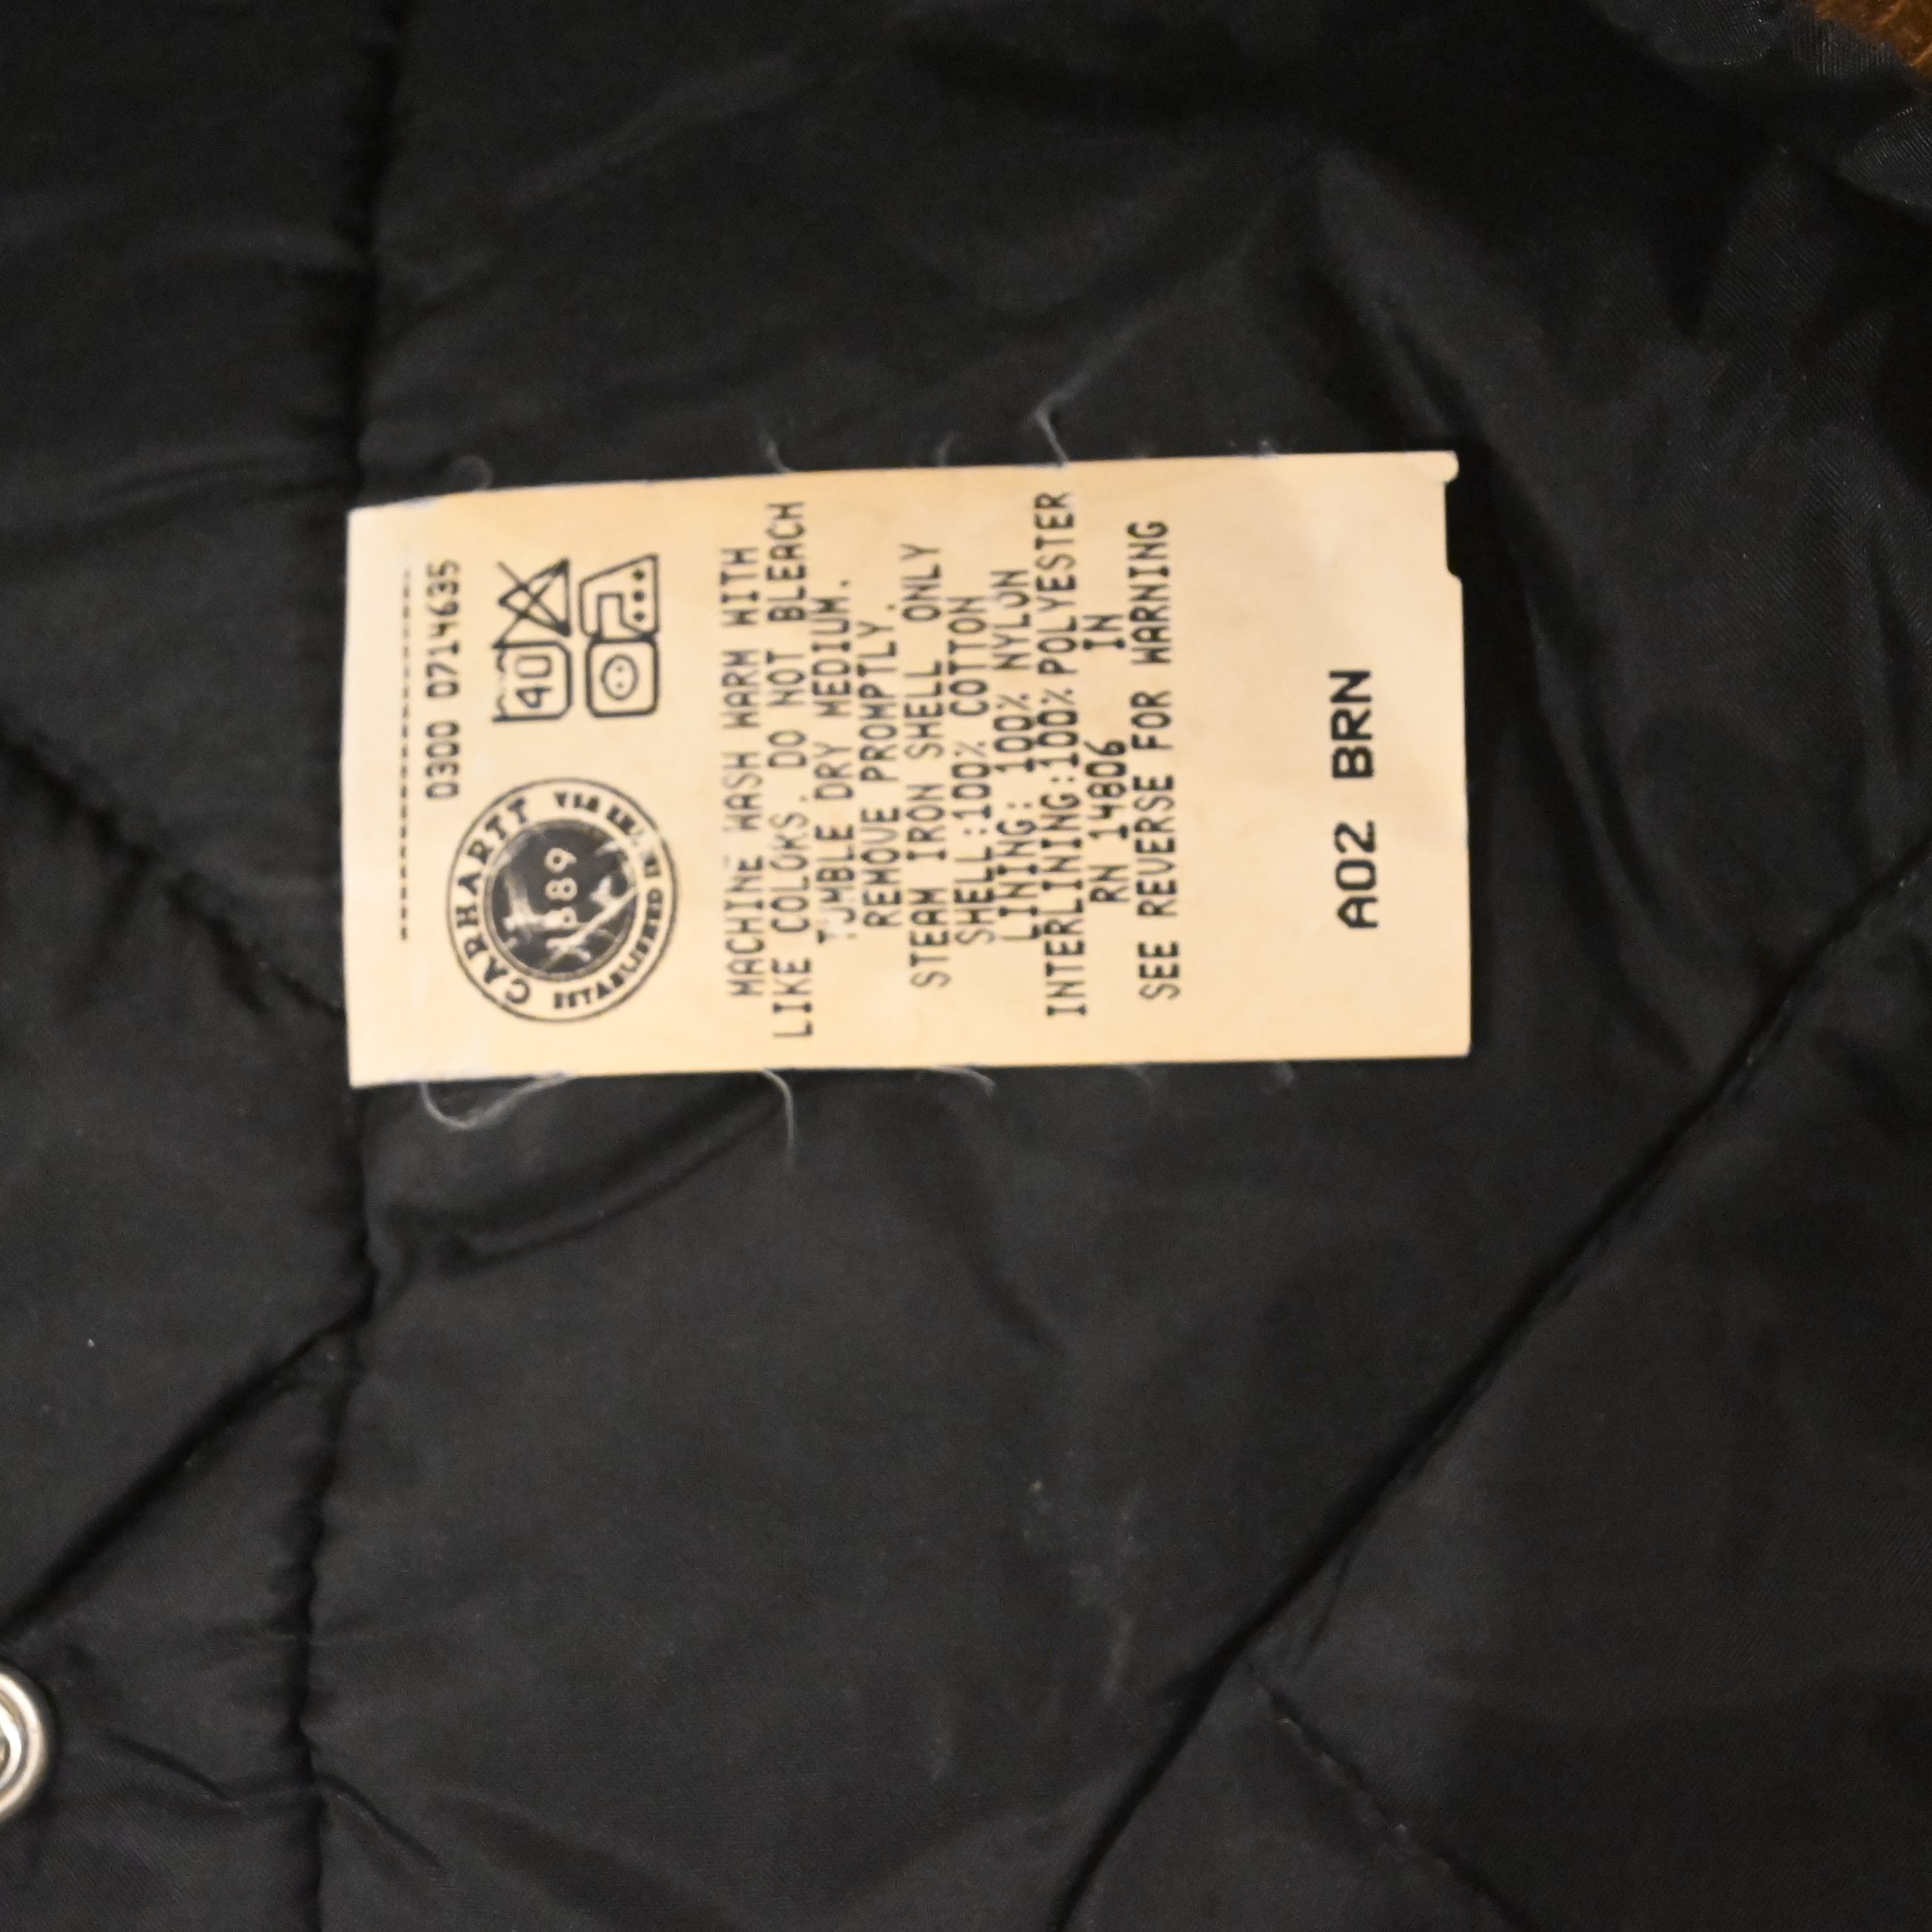 0300 0714635
CARHARTT
1889
ESTABLISHED IN
40
MACHINE WASH WARM WITH
LIKE COLORS. DO NOT BLEACH
TUMBLE DRY MEDIUM.
REMOVE PROMPTLY.
STEAM IRON SHELL ONLY
SHELL:100% COTTON
LINING: 100% NYLON
INTERLINING:100% POLYESTER
RN 14806 IN
SEE REVERSE FOR WARNING
A02 BRN